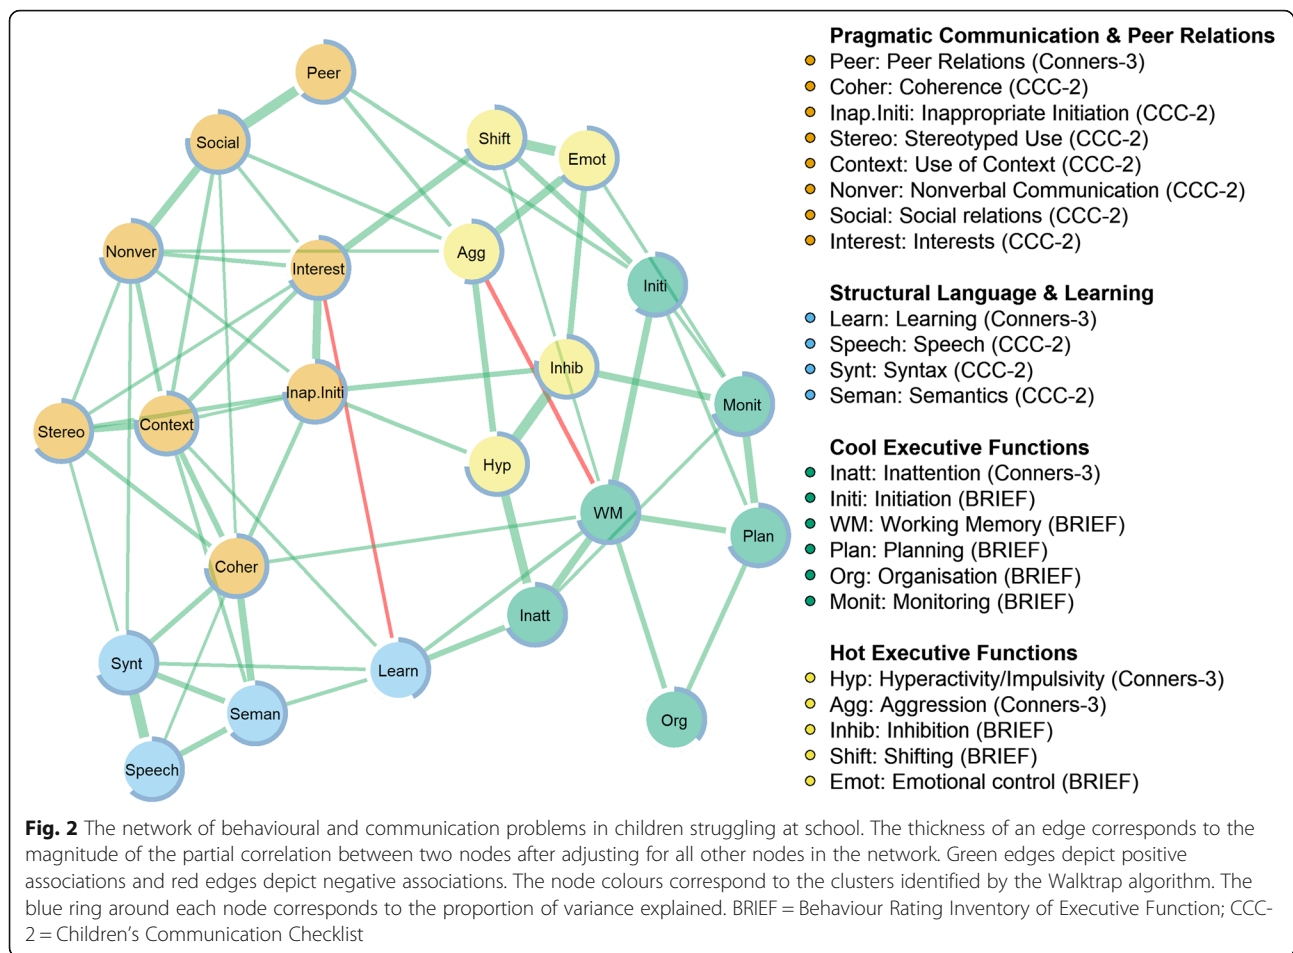 Peer
Social
Shift
Emot
Nonver
Interest
Agg
Initi
Inhib
Inap.Initi
Monit
Stereo
Context
Hyp
WM
Plan
Coher
Inatt
Synt
Learn
Seman
Org
Speech
Pragmatic Communication & Peer Relations
Peer: Peer Relations (Conners-3)
Coher: Coherence (CCC-2)
Inap.Initi: Inappropriate Initiation (CCC-2)
Stereo: Stereotyped Use (CCC-2)
Context: Use of Context (CCC-2)
Nonver: Nonverbal Communication (CCC-2)
Social: Social relations (CCC-2)
Interest: Interests (CCC-2)
Structural Language & Learning
Learn: Learning (Conners-3)
Speech: Speech (CCC-2)
Synt: Syntax (CCC-2)
Seman: Semantics (CCC-2)
Cool Executive Functions
Inatt: Inattention (Conners-3)
Initi: Initiation (BRIEF)
WM: Working Memory (BRIEF)
Plan: Planning (BRIEF)
Org: Organisation (BRIEF)
Monit: Monitoring (BRIEF)
Hot Executive Functions
Hyp: Hyperactivity/Impulsivity (Conners-3)
Agg: Aggression (Conners-3)
Inhib: Inhibition (BRIEF)
Shift: Shifting (BRIEF)
Emot: Emotional control (BRIEF)
Fig. 2 The network of behavioural and communication problems in children struggling at school. The thickness of an edge corresponds to the
magnitude of the partial correlation between two nodes after adjusting for all other nodes in the network. Green edges depict positive
associations and red edges depict negative associations. The node colours correspond to the clusters identified by the Walktrap algorithm. The
blue ring around each node corresponds to the proportion of variance explained. BRIEF = Behaviour Rating Inventory of Executive Function; CCC-
2 = Children's Communication Checklist